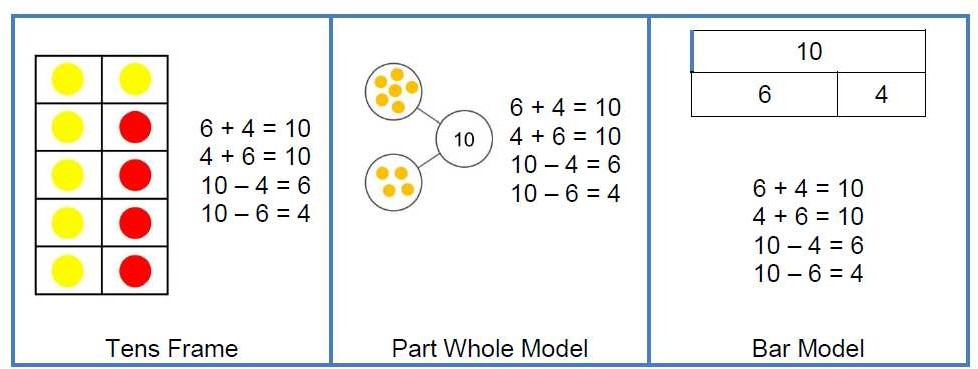 6 + 4 = 10
4 + 6 = 10
10 – 4 = 6
10 – 6 = 4
Tens Frame
10
6 + 4 = 10
4 + 6 = 10
10 – 4 = 6
10 – 6 = 4
Part Whole Model
10
6 4
6 + 4 = 10
4 + 6 = 10
10 – 4 = 6
10 – 6 = 4
Bar Model